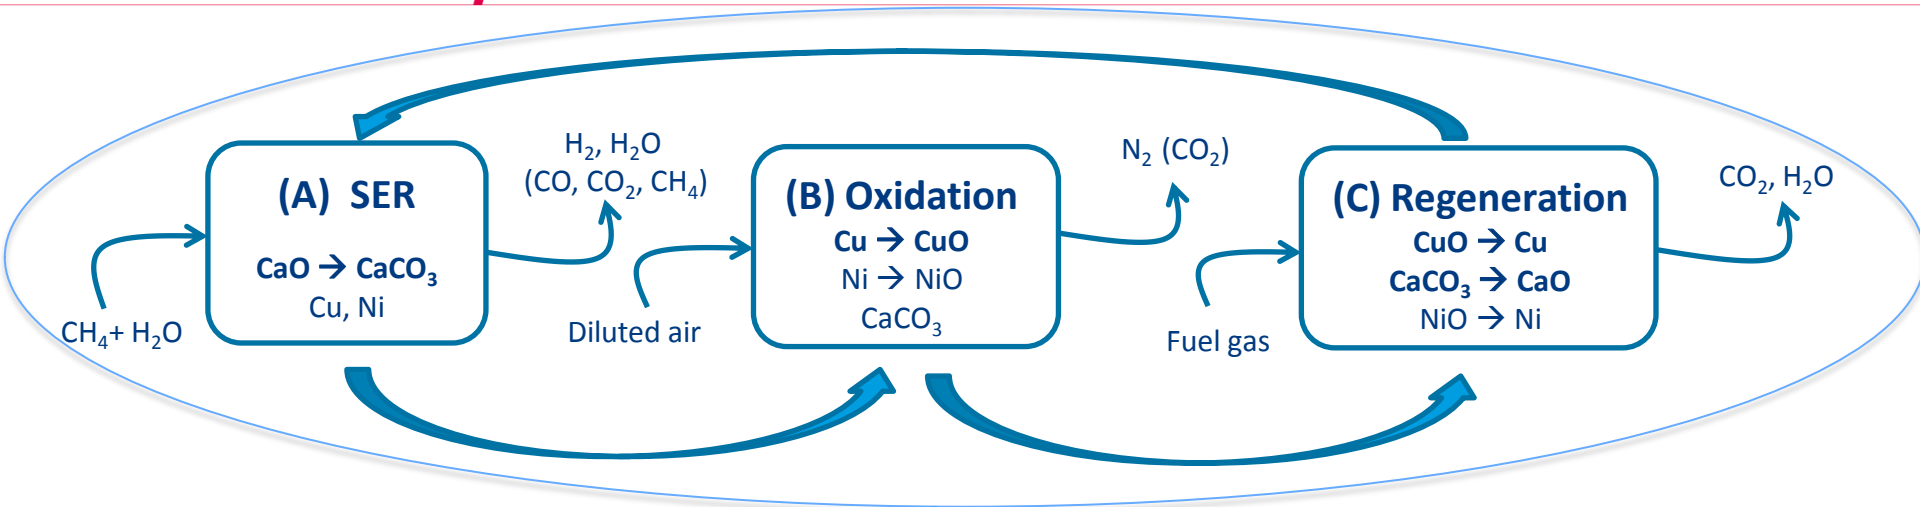 CH₄+ H₂O
(A) SER
CaO → CaCO₃
Cu, Ni
H₂, H₂O
(CO, CO₂, CH₄)
Diluted air
(B) Oxidation
Cu → CuO
Ni → NiO
CaCO₃
N₂ (CO₂)
Fuel gas
(C) Regeneration
CuO → Cu
CaCO₃ → CaO
NiO → Ni
CO₂, H₂O